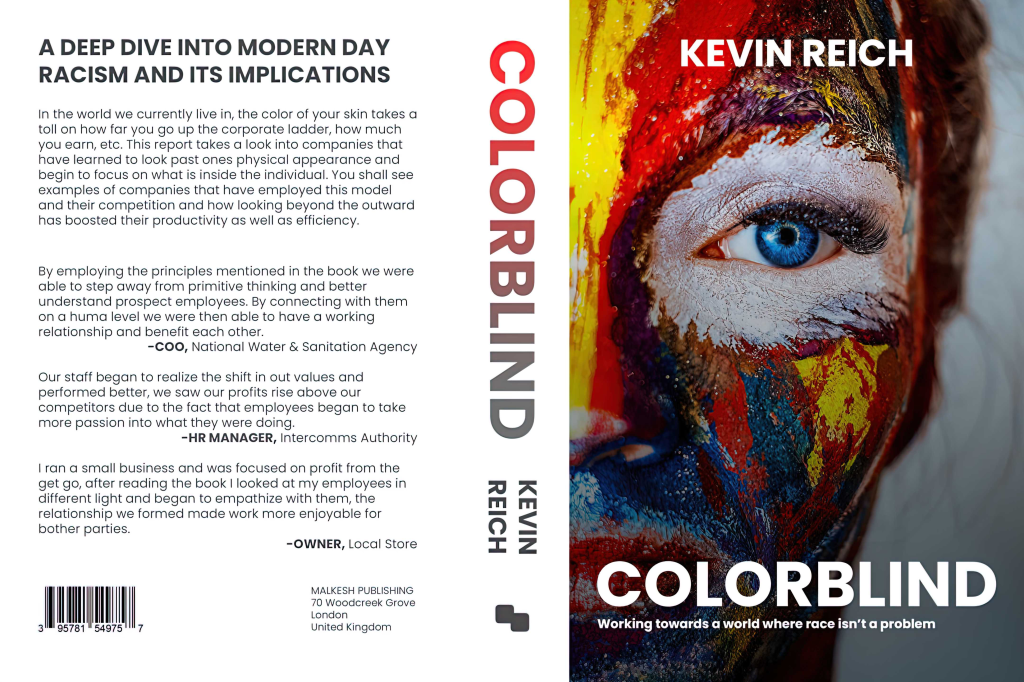 A DEEP DIVE INTO MODERN DAY
RACISM AND ITS IMPLICATIONS
In the world we currently live in, the color of your skin takes a
toll on how far you go up the corporate ladder, how much
you earn, etc. This report takes a look into companies that
have learned to look past ones physical appearance and
begin to focus on what is inside the individual. You shall see
examples of companies that have employed this model
and their competition and how looking beyond the outward
has boosted their productivity as well as efficiency.
By employing the principles mentioned in the book we were
able to step away from primitive thinking and better
understand prospect employees. By connecting with them
on a huma level we were then able to have a working
relationship and benefit each other.
-COO, National Water & Sanitation Agency
Our staff began to realize the shift in out values and
performed better, we saw our profits rise above our
competitors due to the fact that employees began to take
more passion into what they were doing.
-HR MANAGER, Intercomms Authority
I ran a small business and was focused on profit from the
get go, after reading the book I looked at my employees in
different light and began to empathize with them, the
relationship we formed made work more enjoyable for
bother parties.
-OWNER, Local Store
3 95781 54975 7
MALKESH PUBLISHING
70 Woodcreek Grove
London
United Kingdom
COLORBLIND
KEVIN
REICH
KEVIN REICH
COLORBLIND
Working towards a world where race isn't a problem